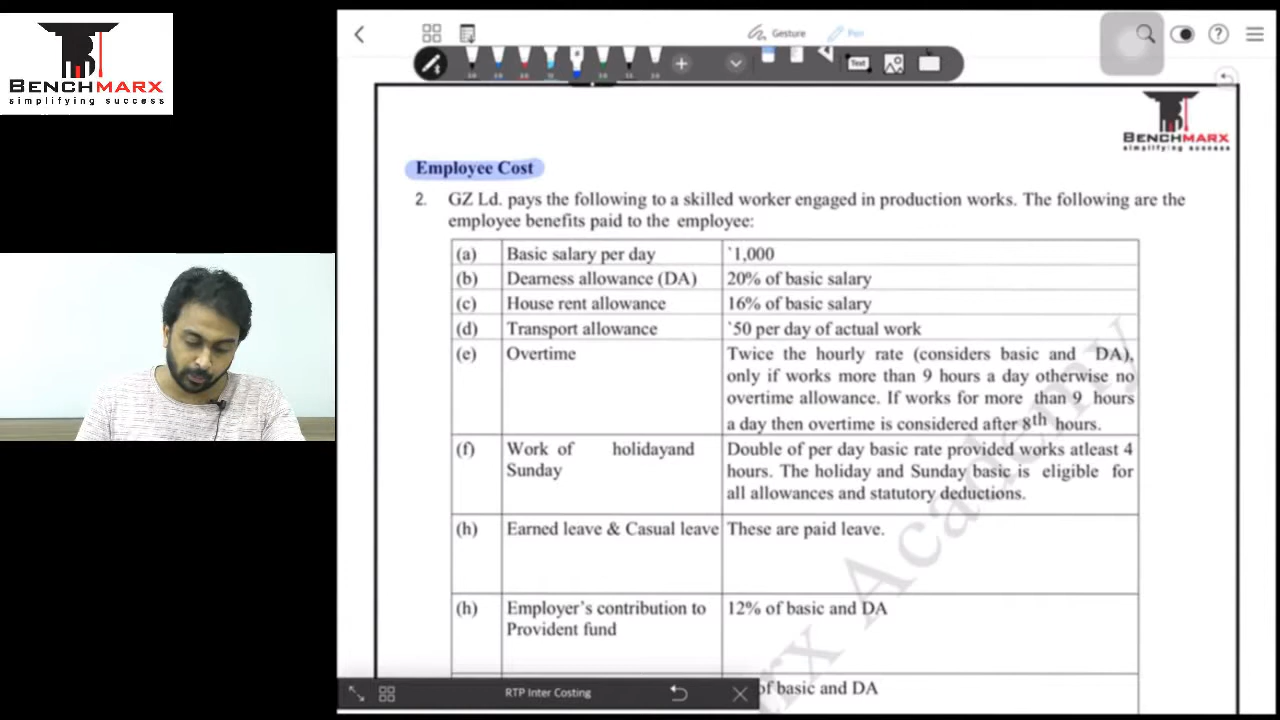 BENCHMARX
simplifying success
Gesture
Pen
Text
BENCHMARX
simplifying success
Employee Cost
2. GZ Ld. pays the following to a skilled worker engaged in production works. The following are the
employee benefits paid to the employee:
(a) Basic salary per day `1,000
(b) Dearness allowance (DA) 20% of basic salary
(c) House rent allowance 16% of basic salary
(d) Transport allowance `50 per day of actual work
(e) Overtime Twice the hourly rate (considers basic and DA),
only if works more than 9 hours a day otherwise no
overtime allowance. If works for more than 9 hours
a day then overtime is considered after 8th hours.
(f) Work of holidayand Double of per day basic rate provided works atleast 4
Sunday hours. The holiday and Sunday basic is eligible for
all allowances and statutory deductions.
(h) Earned leave & Casual leave These are paid leave.
(h) Employer's contribution to 12% of basic and DA
Provident fund
of basic and DA
RTP Inter Costing
rx Academy